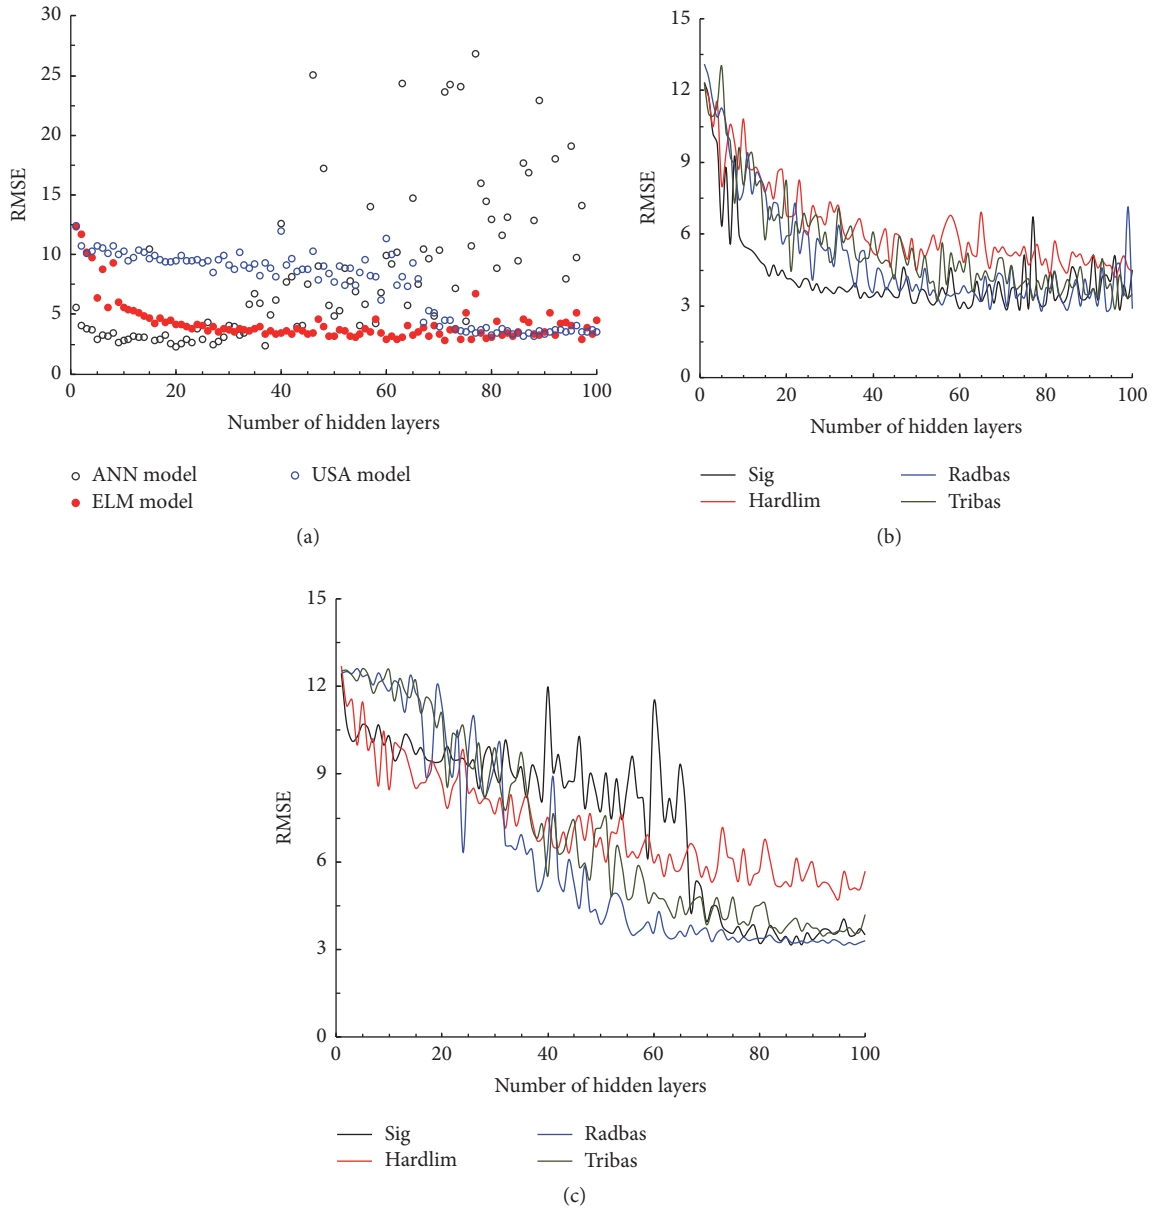 30
25
20
15
10
5
0
RMSE
0 20 40 60 80 100
Number of hidden layers
ANN model
USA model
ELM model
(a)
15
12
9
6
3
0
RMSE
0 20 40 60 80 100
Number of hidden layers
Sig
Radbas
Hardlim
Tribas
(b)
15
12
9
6
3
0
RMSE
0 20 40 60 80 100
Number of hidden layers
Sig
Radbas
Hardlim
Tribas
(c)